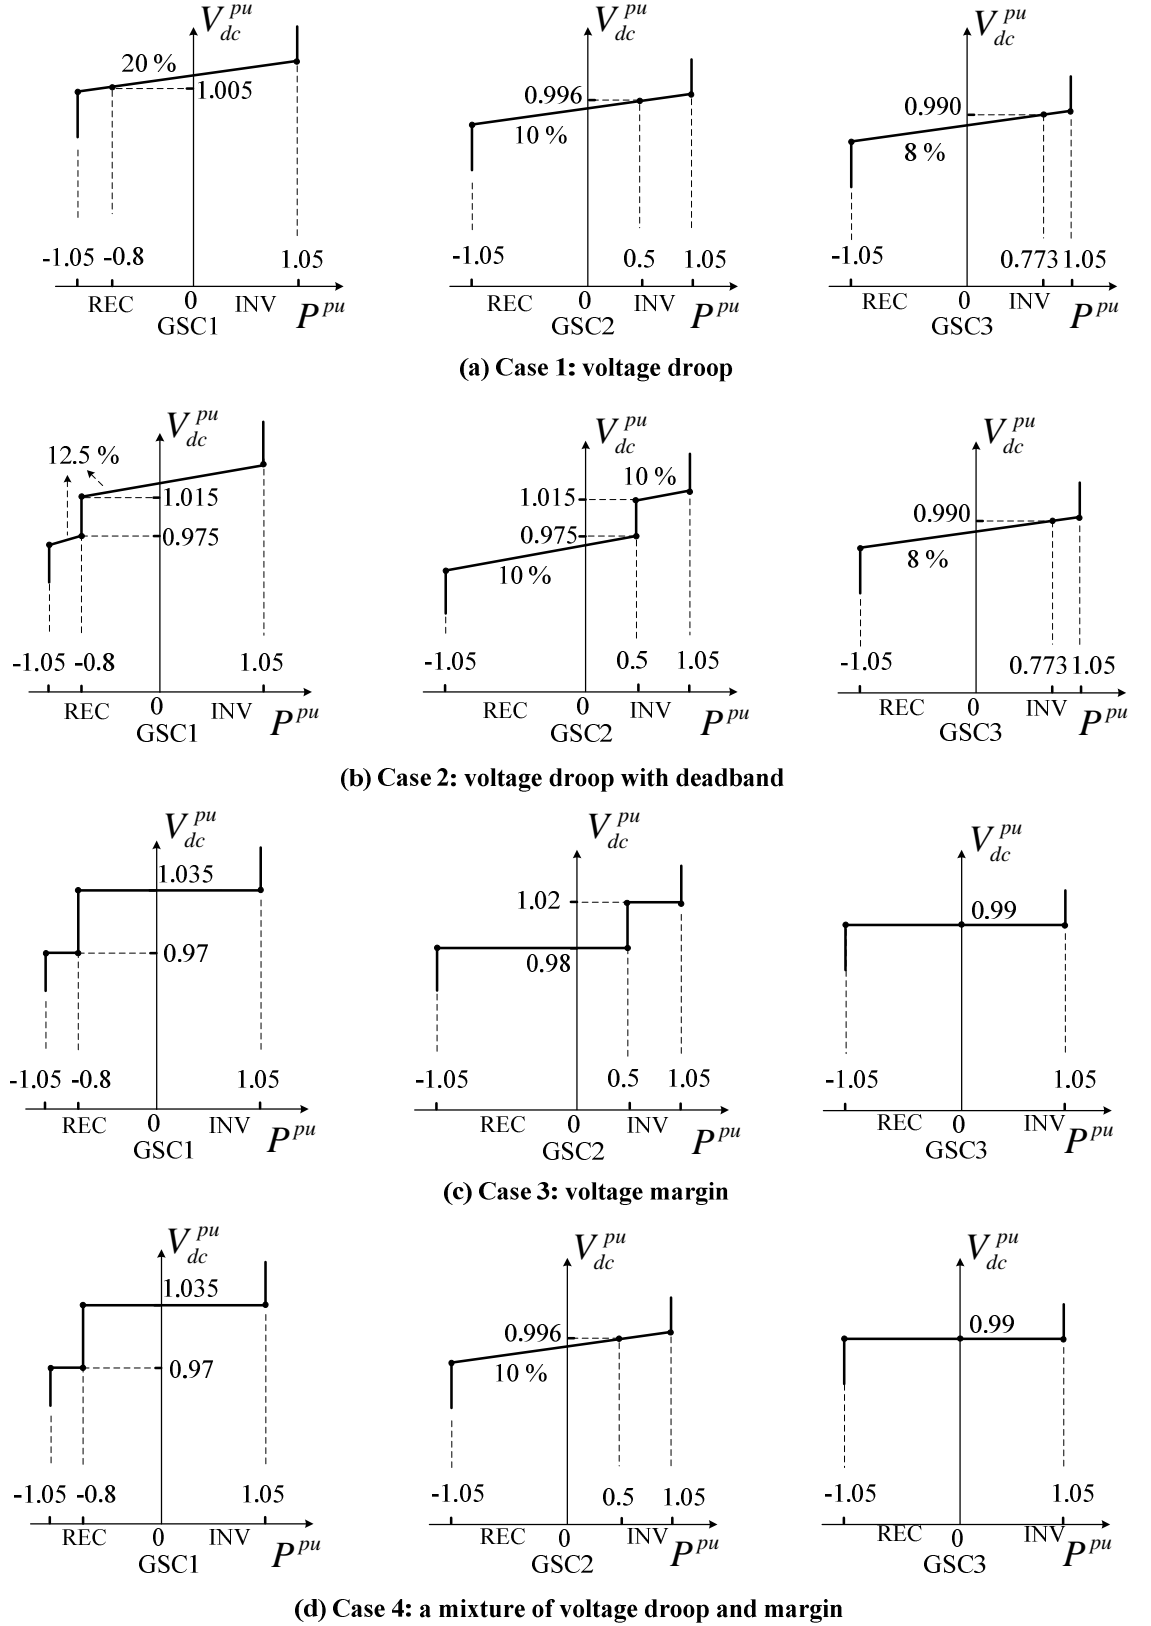 V_dc^pu V_dc^pu V_dc^pu
20 % 1.005 0.996 10 % 0.990 8 %
-1.05 -0.8 1.05 -1.05 0.5 1.05 -1.05 0.773 1.05
REC 0 INV P^pu REC 0 INV P^pu REC 0 INV P^pu
GSC1 GSC2 GSC3
(a) Case 1: voltage droop
V_dc^pu V_dc^pu V_dc^pu
12.5 % 1.015 0.975 10 % 1.015 0.975 10 % 0.990 8 %
-1.05 -0.8 1.05 -1.05 0.5 1.05 -1.05 0.773 1.05
REC 0 INV P^pu REC 0 INV P^pu REC 0 INV P^pu
GSC1 GSC2 GSC3
(b) Case 2: voltage droop with deadband
V_dc^pu V_dc^pu V_dc^pu
1.035 0.97 1.02 0.98 0.99
-1.05 -0.8 1.05 -1.05 0.5 1.05 -1.05 1.05
REC 0 INV P^pu REC 0 INV P^pu REC 0 INV P^pu
GSC1 GSC2 GSC3
(c) Case 3: voltage margin
V_dc^pu V_dc^pu V_dc^pu
1.035 0.97 0.996 10 % 0.99
-1.05 -0.8 1.05 -1.05 0.5 1.05 -1.05 1.05
REC 0 INV P^pu REC 0 INV P^pu REC 0 INV P^pu
GSC1 GSC2 GSC3
(d) Case 4: a mixture of voltage droop and margin